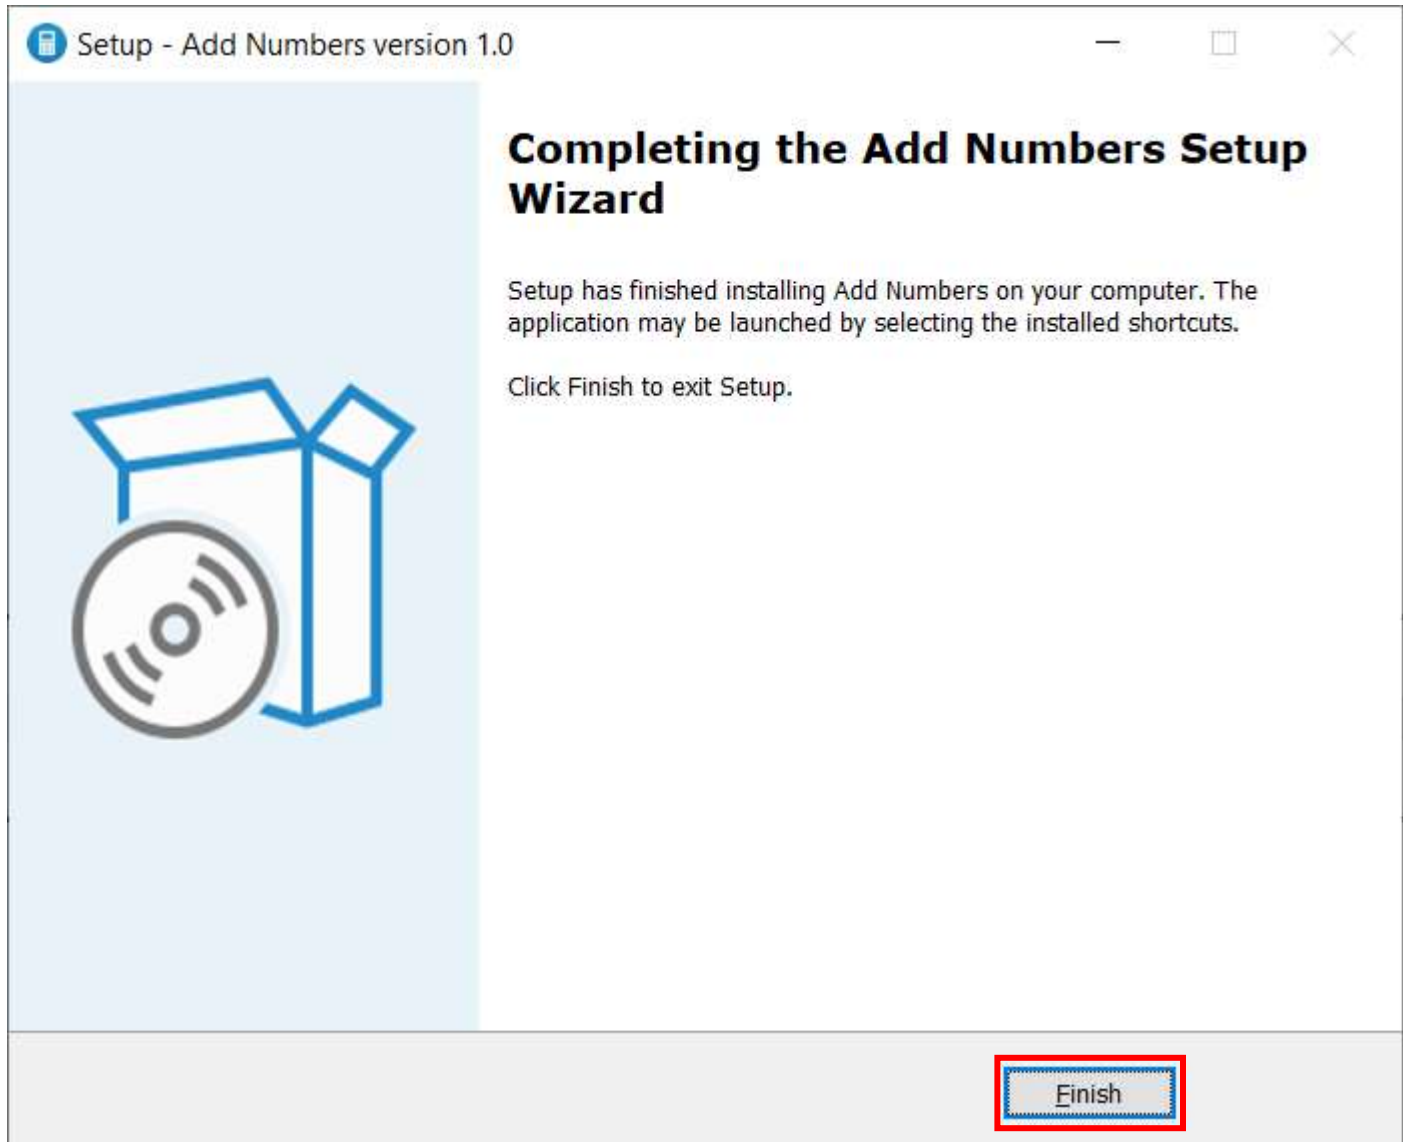 Setup - Add Numbers version 1.0
Completing the Add Numbers Setup
Wizard
Setup has finished installing Add Numbers on your computer. The
application may be launched by selecting the installed shortcuts.
Click Finish to exit Setup.
Finish